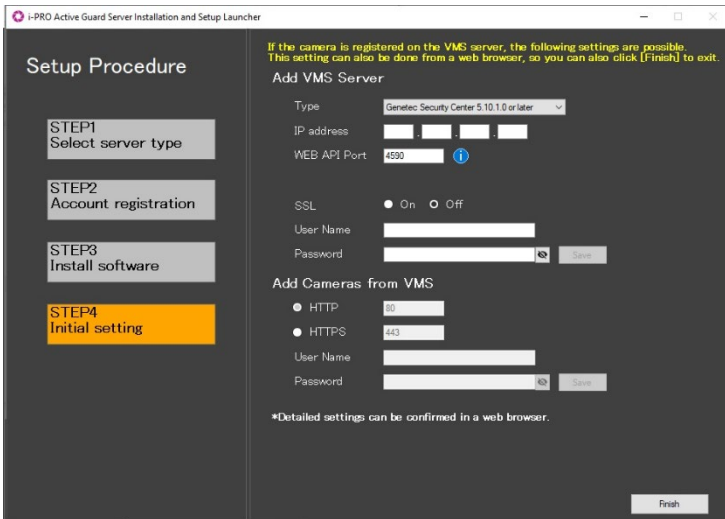 i-PRO Active Guard Server Installation and Setup Launcher
Setup Procedure
STEP1
Select server type
STEP2
Account registration
STEP3
Install software
STEP4
Initial setting
If the camera is registered on the VMS server, the following settings are possible.
This setting can also be done from a web browser, so you can also click [Finish] to exit.
Add VMS Server
Type Genetec Security Center 5.10.1.0 or later
IP address . . .
WEB API Port 4590 i
SSL On Off
User Name
Password Save
Add Cameras from VMS
HTTP 80
HTTPS 443
User Name
Password Save
*Detailed settings can be confirmed in a web browser.
Finish